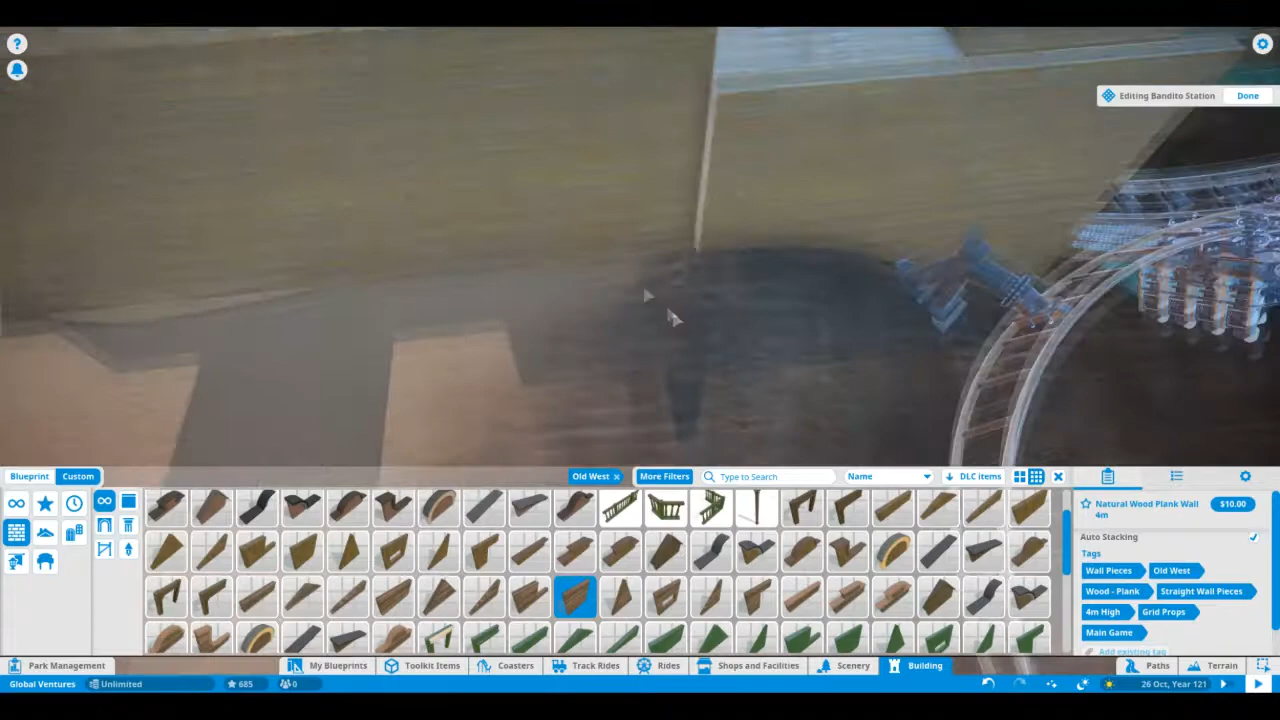 ?
Editing Bandito Station Done
Blueprint Custom
Old West ×
More Filters
Type to Search
Name
DLC items
Natural Wood Plank Wall
4m
$10.00
Auto Stacking
Tags
Wall Pieces Old West
Wood - Plank Straight Wall Pieces
4m High Grid Props
Main Game
Add existing tag
Park Management My Blueprints Toolkit Items Coasters Track Rides Rides Shops and Facilities Scenery Building Paths Terrain
Global Ventures Unlimited 685 0 26 Oct, Year 121